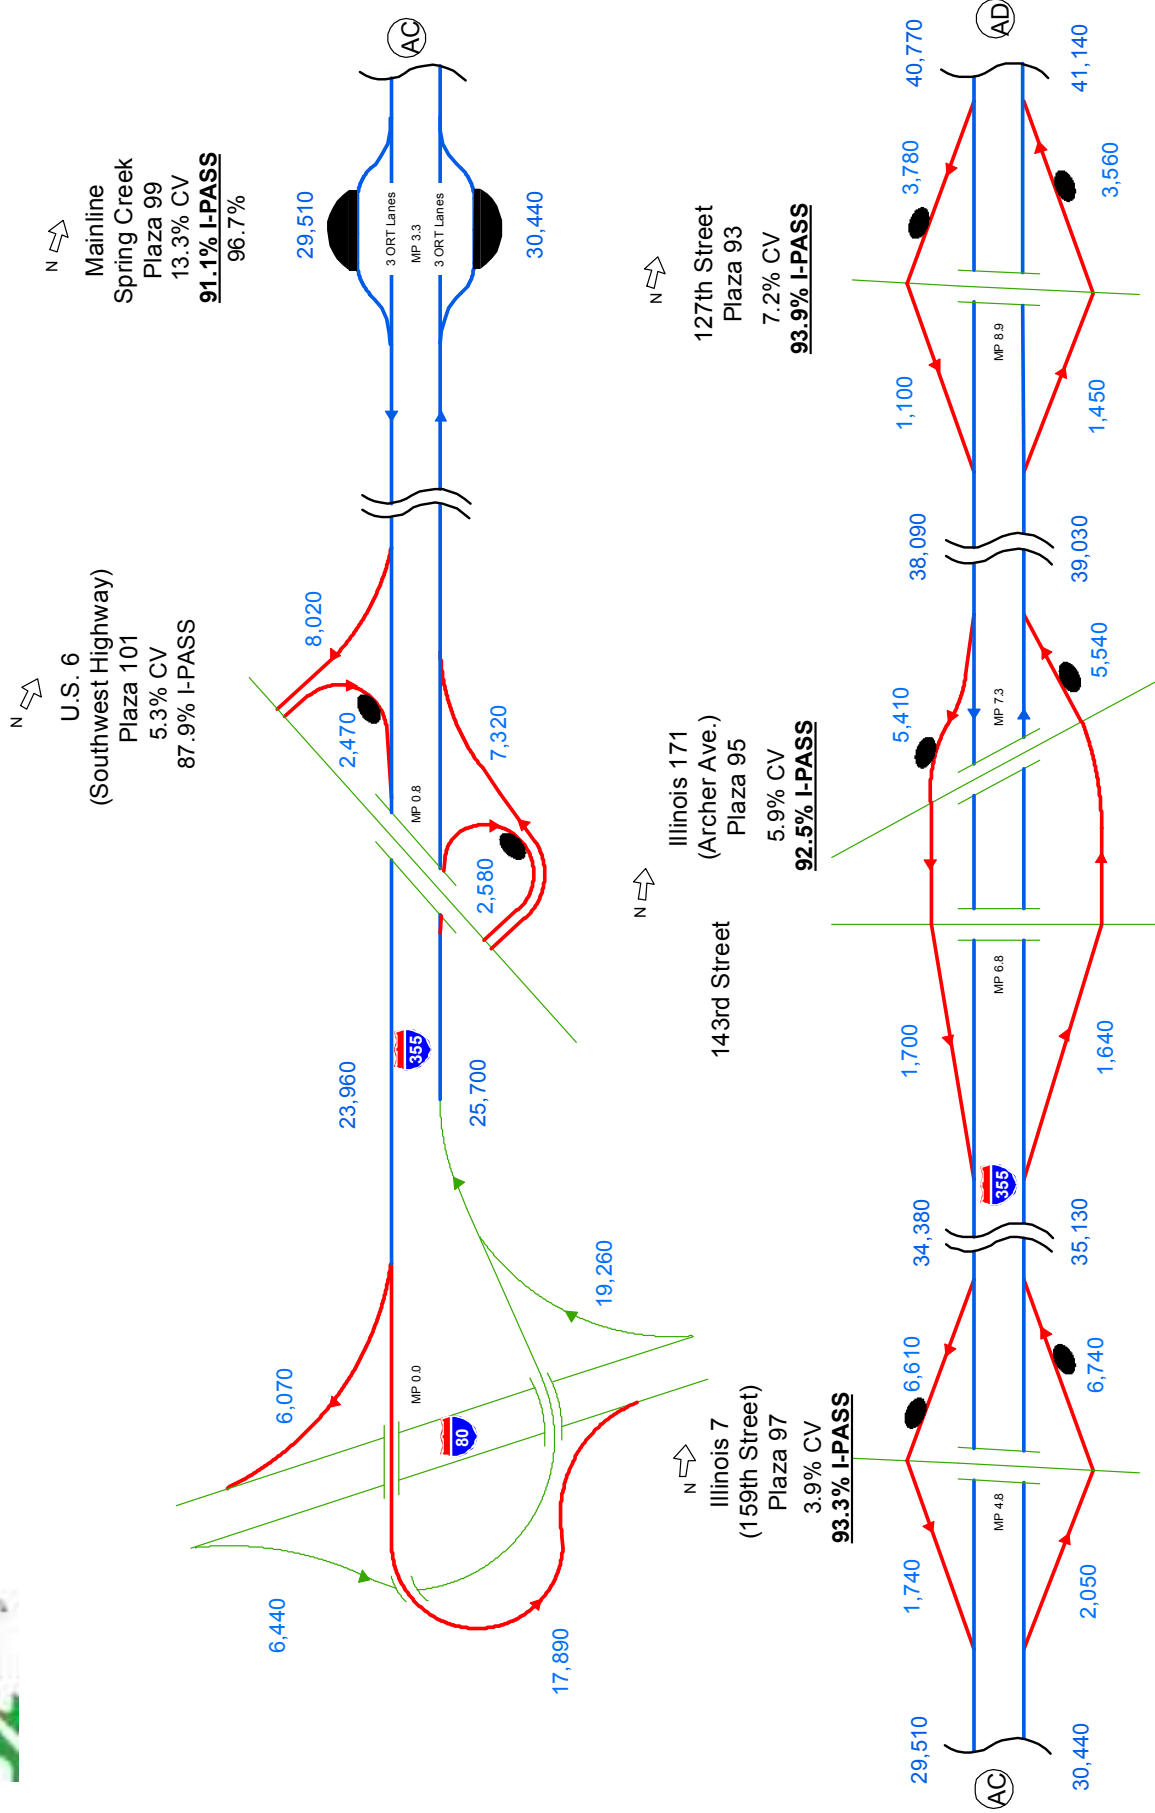 N
U.S. 6
(Southwest Highway)
Plaza 101
5.3% CV
87.9% I-PASS
N
Mainline
Spring Creek
Plaza 99
13.3% CV
91.1% I-PASS
96.7%
6,440
6,070
17,890
19,260
MP 0.0
80
23,960
355
25,700
2,470
8,020
MP 0.8
2,580
7,320
29,510
3 ORT Lanes
MP 3.3
3 ORT Lanes
30,440
AC
N
Illinois 7
(159th Street)
Plaza 97
3.9% CV
93.3% I-PASS
143rd Street
N
Illinois 171
(Archer Ave.)
Plaza 95
5.9% CV
92.5% I-PASS
N
127th Street
Plaza 93
7.2% CV
93.9% I-PASS
29,510
AC
30,440
1,740
6,610
MP 4.8
2,050
6,740
34,380
355
35,130
1,700
MP 6.8
1,640
5,410
MP 7.3
5,540
38,090
39,030
1,100
3,780
MP 8.9
1,450
3,560
40,770
AD
41,140